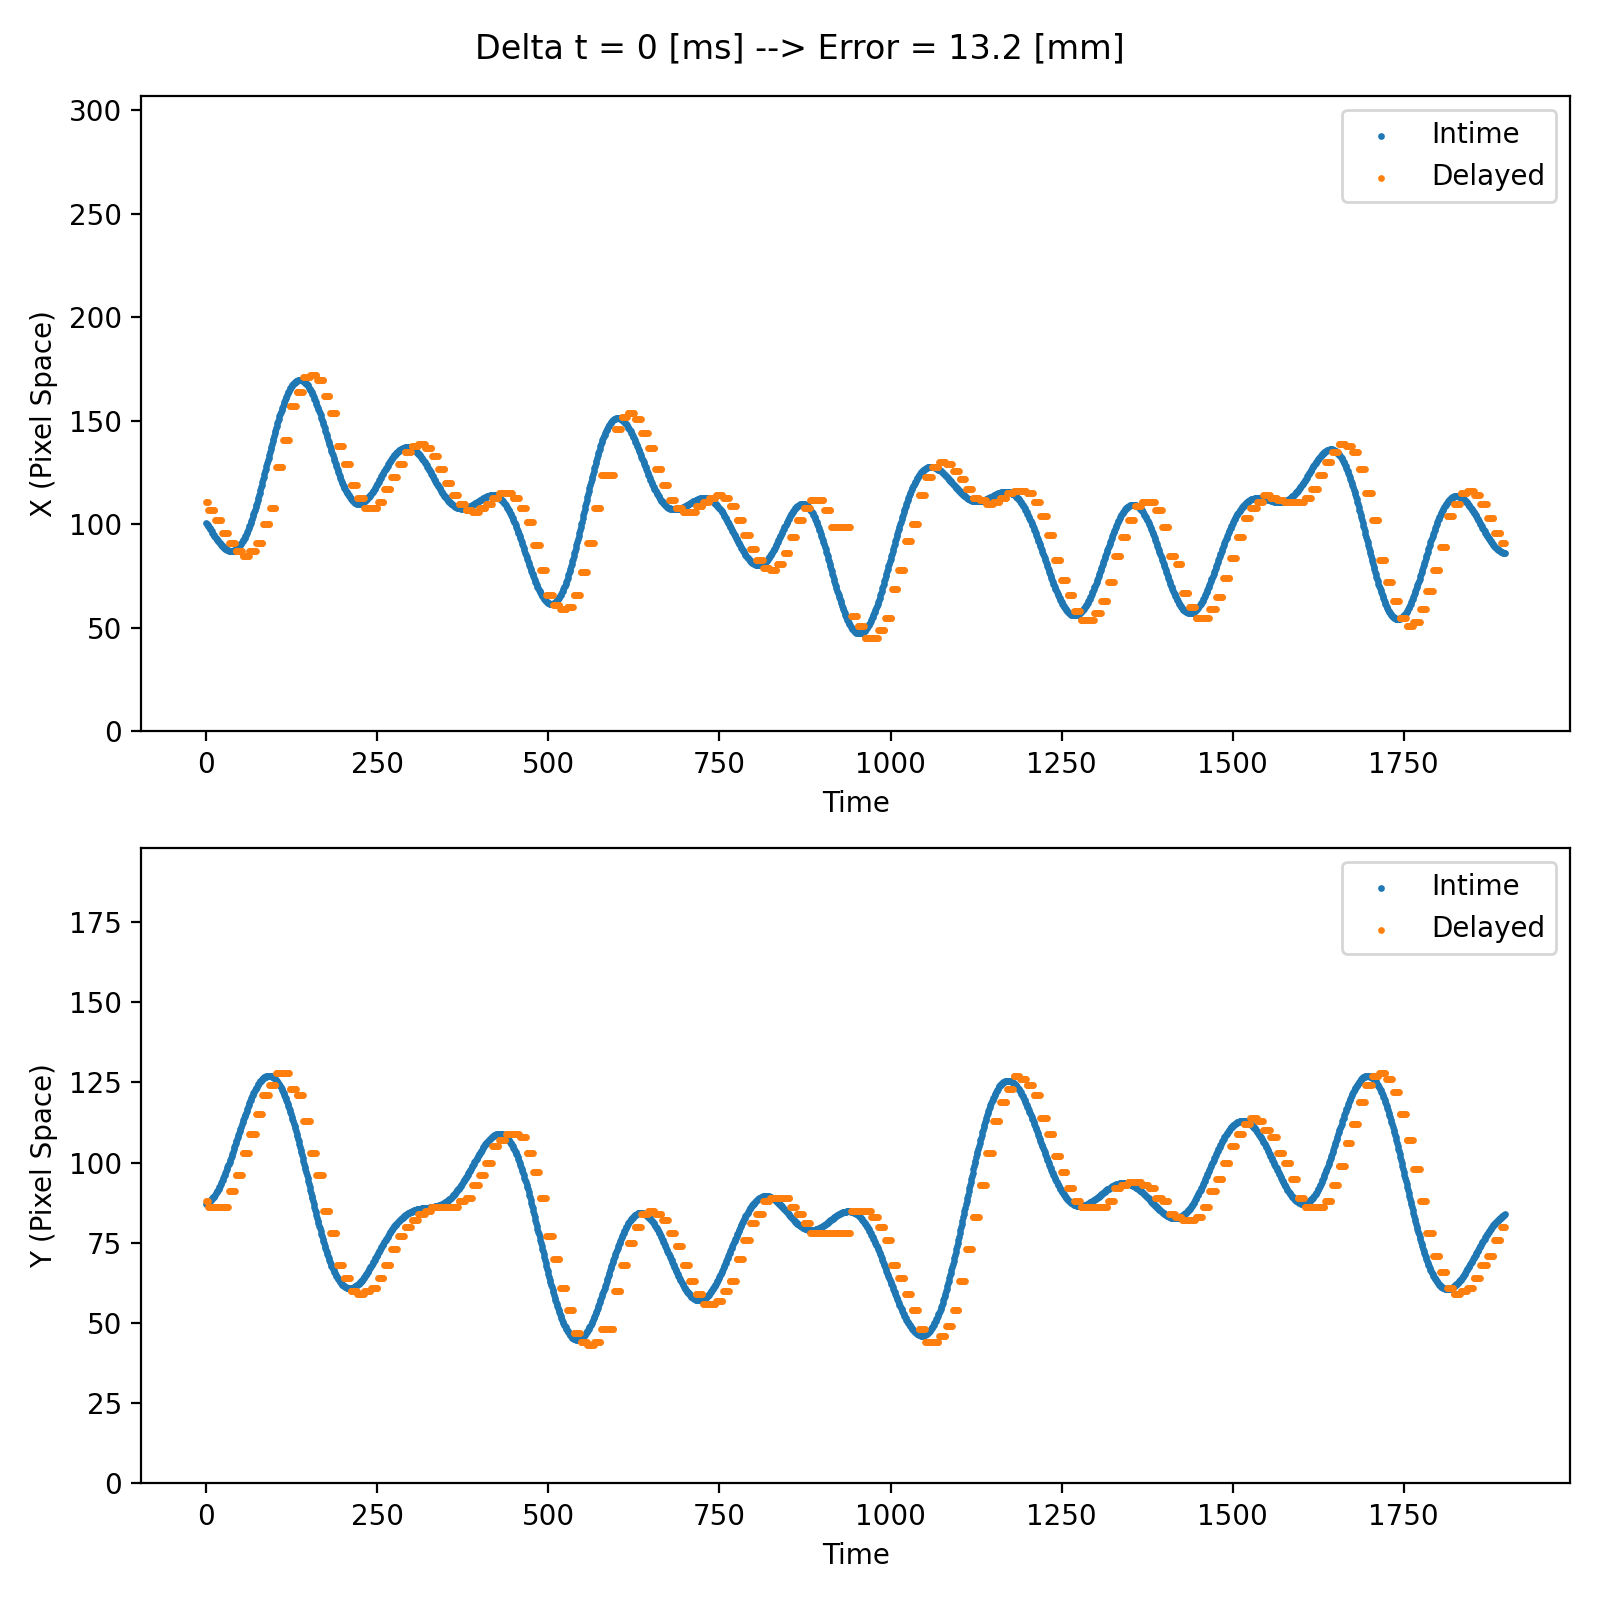 Delta t = 0 [ms] --> Error = 13.2 [mm]
300
250
200
150
100
50
0
X (Pixel Space)
Intime
Delayed
0 250 500 750 1000 1250 1500 1750
Time
175
150
125
100
75
50
25
0
Y (Pixel Space)
Intime
Delayed
0 250 500 750 1000 1250 1500 1750
Time